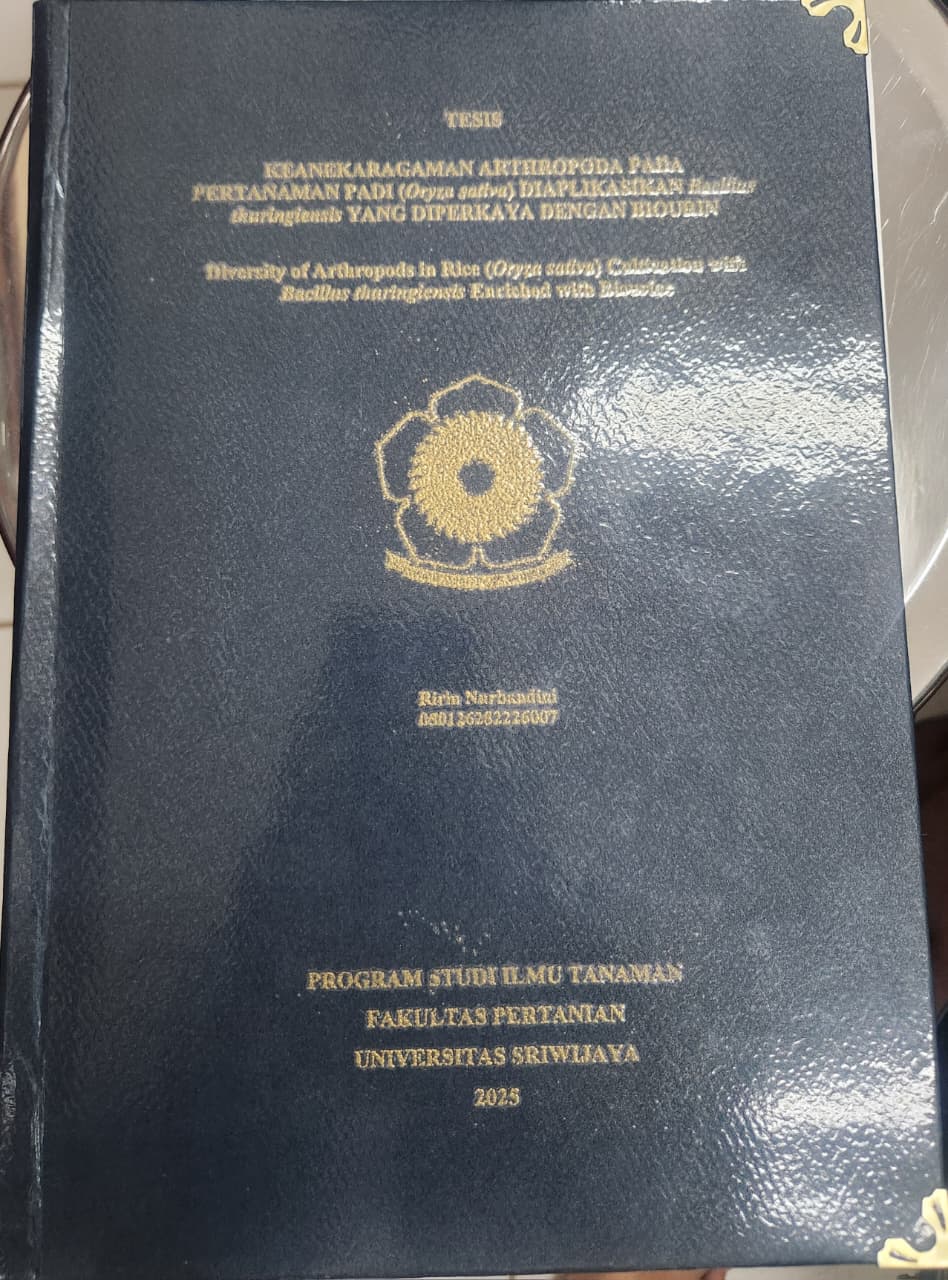 TESIS
KEANEKARAGAMAN ARTHROPODA PADA
PERTANAMAN PADI (Oryza sativa) DIAPLIKASIKAN Bacillus
thuringiensis YANG DIPERKAYA DENGAN BIOURIN
Diversity of Arthropods in Rice (Oryza sativa) Cultivation with
Bacillus thuringiensis Enriched with Biourine
Ririn Nurhandini
PROGRAM STUDI ILMU TANAMAN
FAKULTAS PERTANIAN
UNIVERSITAS SRIWIJAYA
2025